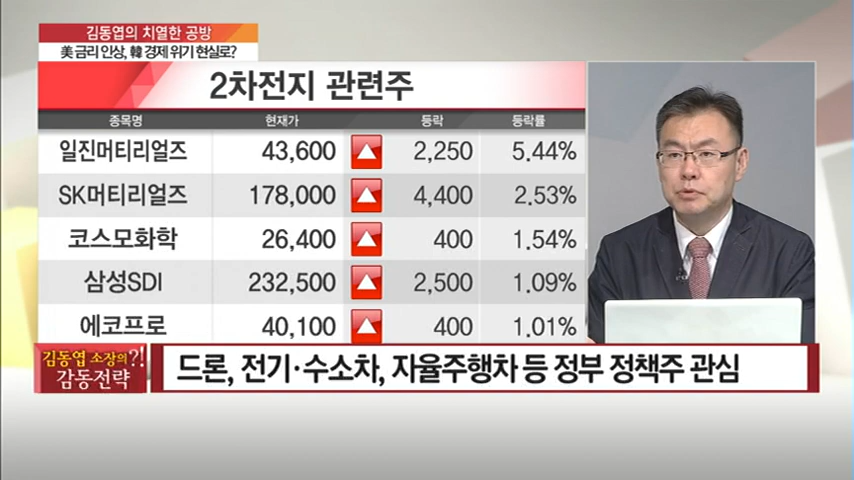 김동엽의 치열한 공방
美 금리 인상, 韓 경제 위기 현실로?
2차전지 관련주
종목명 현재가 등락 등락률
일진머티리얼즈 43,600 2,250 5.44%
SK머티리얼즈 178,000 4,400 2.53%
코스모화학 26,400 400 1.54%
삼성SDI 232,500 2,500 1.09%
에코프로 40,100 400 1.01%
김동엽 소장의?!
감동전략
드론, 전기·수소차, 자율주행차 등 정부 정책주 관심